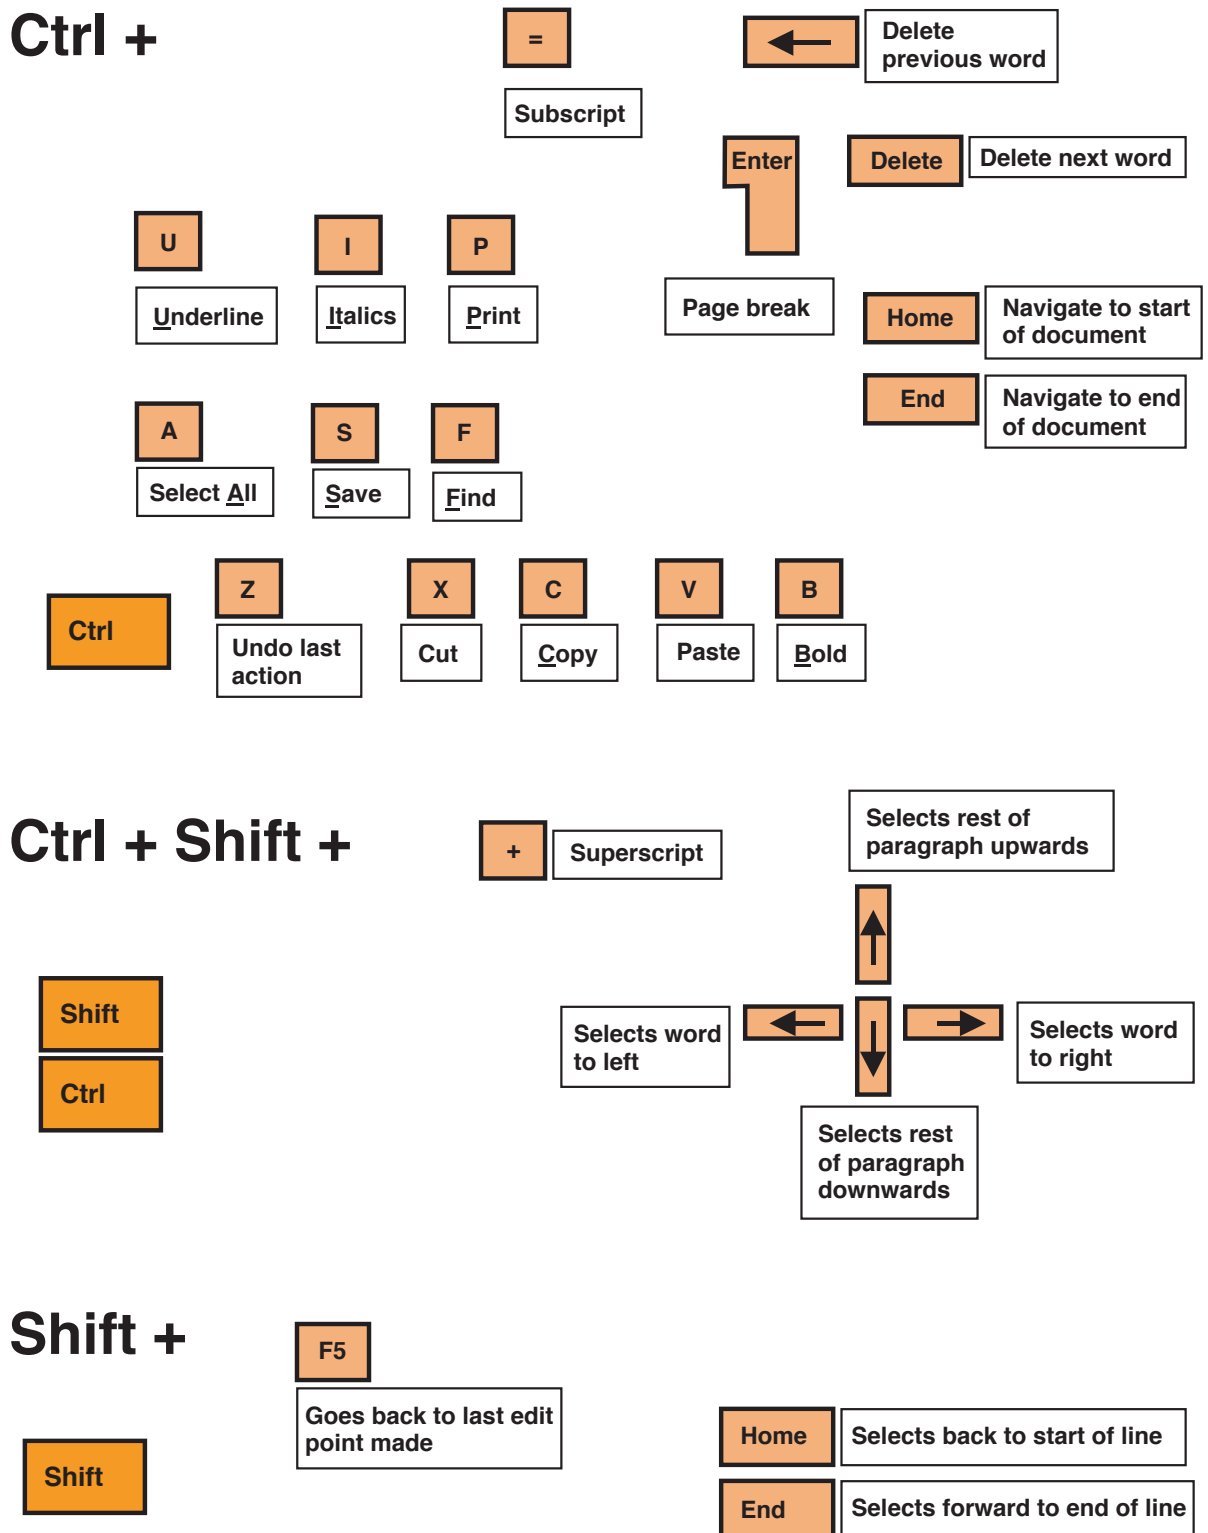 Ctrl +
=
Subscript
Delete
previous word
Enter
Delete
Delete next word
Page break
U
Underline
I
Italics
P
Print
Home
Navigate to start
of document
End
Navigate to end
of document
A
Select All
S
Save
F
Find
Ctrl
Z
Undo last
action
X
Cut
C
Copy
V
Paste
B
Bold
Ctrl + Shift +
+
Superscript
Selects rest of
paragraph upwards
Shift
Ctrl
Selects word
to left
Selects word
to right
Selects rest
of paragraph
downwards
Shift +
F5
Goes back to last edit
point made
Shift
Home
Selects back to start of line
End
Selects forward to end of line